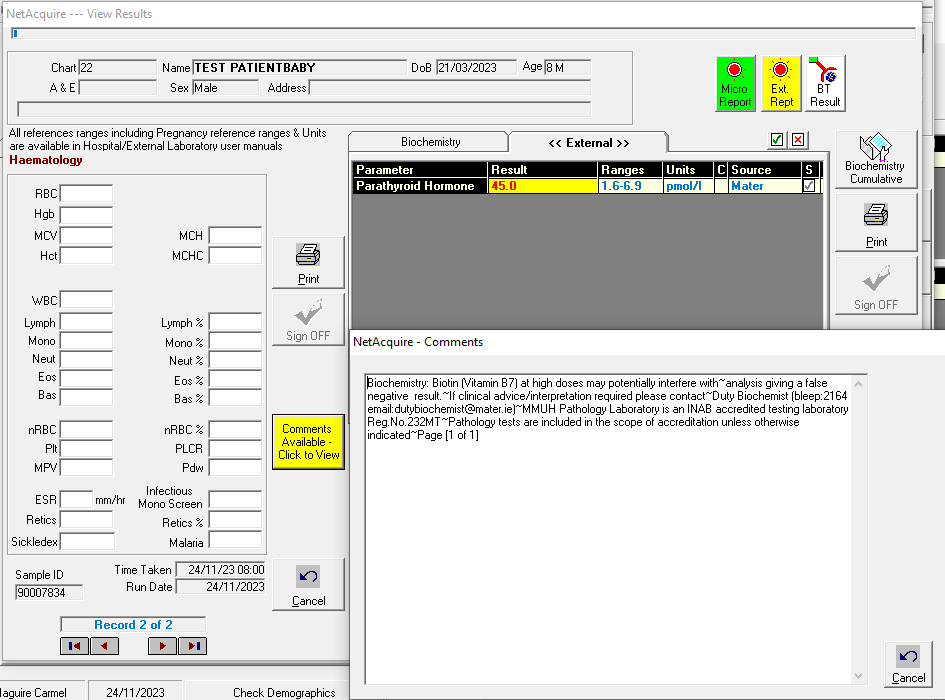 NetAcquire --- View Results
Chart 22 Name TEST PATIENTBABY DoB 21/03/2023 Age 8 M
A & E Sex Male Address
Micro Report
Ext. Rept
BT Result
All references ranges including Pregnancy reference ranges & Units
are available in Hospital/External Laboratory user manuals
Haematology
Biochemistry
<< External >>
Parameter Result Ranges Units C Source S
Parathyroid Hormone 45.0 1.6-6.9 pmol/l Mater
Biochemistry
Cumulative
Print
Sign OFF
RBC
Hgb
MCV MCH
Hct MCHC
WBC
Lymph Lymph %
Mono Mono %
Neut Neut %
Eos Eos %
Bas Bas %
nRBC nRBC %
Plt PLCR
MPV Pdw
ESR mm/hr Infectious
Mono Screen
Retics Retics %
Sickledex Malaria
Print
Sign OFF
Comments
Available -
Click to View
Sample ID
90007834
Time Taken 24/11/23 08:00
Run Date 24/11/2023
Cancel
Record 2 of 2
NetAcquire - Comments
Biochemistry: Biotin (Vitamin B7) at high doses may potentially interfere with~analysis giving a false
negative result.~If clinical advice/interpretation required please contact~Duty Biochemist (bleep:2164
email:dutybiochemist@mater.ie)~MMUH Pathology Laboratory is an INAB accredited testing laboratory
Reg.No.232MT~Pathology tests are included in the scope of accreditation unless otherwise
indicated~Page [1 of 1]
Cancel
aguire Carmel 24/11/2023 Check Demographics